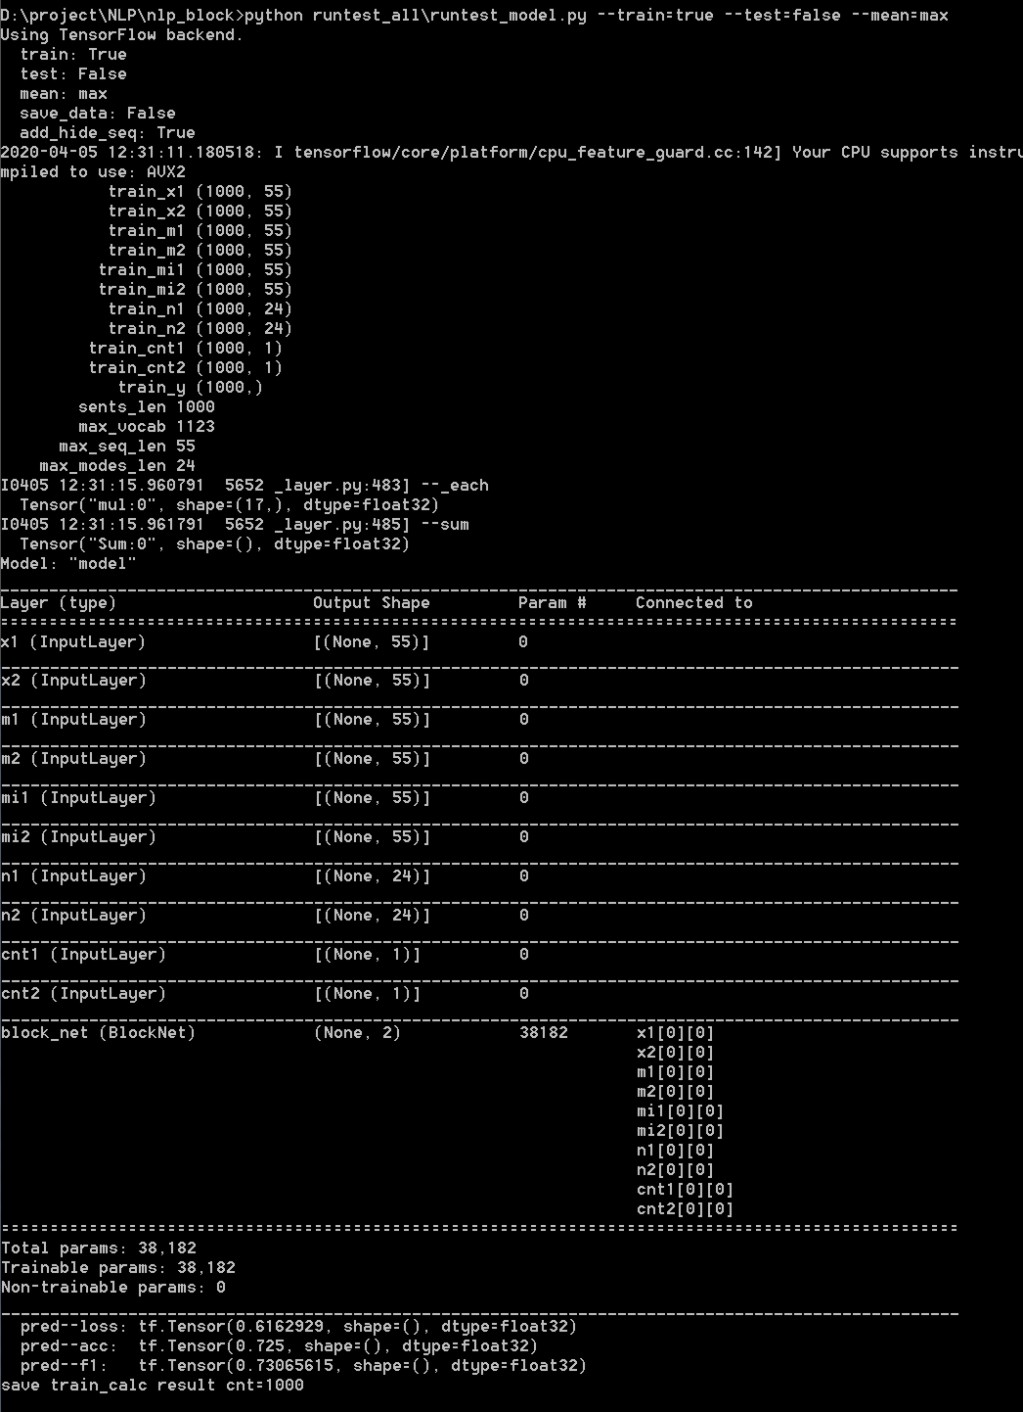 D:\project\NLP\nlp_block>python runtest_all\runtest_model.py --train=true --test=false --mean=max
Using TensorFlow backend.
train: True
test: False
mean: max
save_data: False
add_hide_seq: True
2020-04-05 12:31:11.180518: I tensorflow/core/platform/cpu_feature_guard.cc:142] Your CPU supports instru
mpiled to use: AVX2
train_x1 (1000, 55)
train_x2 (1000, 55)
train_m1 (1000, 55)
train_m2 (1000, 55)
train_mi1 (1000, 55)
train_mi2 (1000, 55)
train_n1 (1000, 24)
train_n2 (1000, 24)
train_cnt1 (1000, 1)
train_cnt2 (1000, 1)
train_y (1000,)
sents_len 1000
max_vocab 1123
max_seq_len 55
max_modes_len 24
I0405 12:31:15.960791  5652 _layer.py:483] --_each
Tensor("mul:0", shape=(17,), dtype=float32)
I0405 12:31:15.961791  5652 _layer.py:485] --sum
Tensor("Sum:0", shape=(), dtype=float32)
Model: "model"
Layer (type) Output Shape Param # Connected to
x1 (InputLayer) [(None, 55)] 0
x2 (InputLayer) [(None, 55)] 0
m1 (InputLayer) [(None, 55)] 0
m2 (InputLayer) [(None, 55)] 0
mi1 (InputLayer) [(None, 55)] 0
mi2 (InputLayer) [(None, 55)] 0
n1 (InputLayer) [(None, 24)] 0
n2 (InputLayer) [(None, 24)] 0
cnt1 (InputLayer) [(None, 1)] 0
cnt2 (InputLayer) [(None, 1)] 0
block_net (BlockNet) (None, 2) 38182 x1[0][0]
x2[0][0]
m1[0][0]
m2[0][0]
mi1[0][0]
mi2[0][0]
n1[0][0]
n2[0][0]
cnt1[0][0]
cnt2[0][0]
Total params: 38,182
Trainable params: 38,182
Non-trainable params: 0
pred--loss: tf.Tensor(0.6162929, shape=(), dtype=float32)
pred--acc:  tf.Tensor(0.725, shape=(), dtype=float32)
pred--f1:   tf.Tensor(0.73065615, shape=(), dtype=float32)
save train_calc result cnt=1000